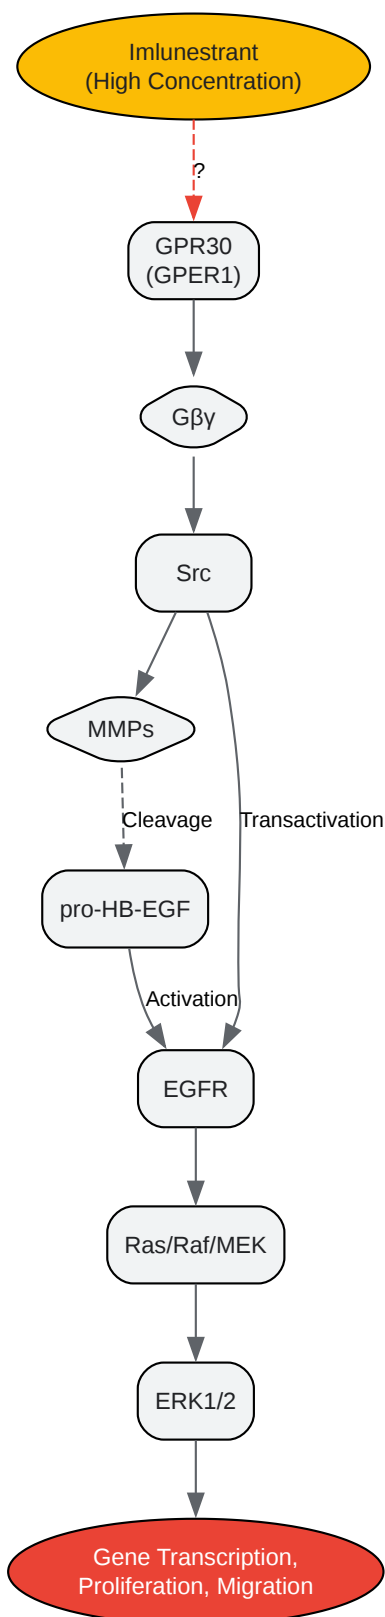 Imlunestrant
(High Concentration)
?
GPR30
(GPER1)
Gβγ
Src
MMPs
Cleavage
Transactivation
pro-HB-EGF
Activation
EGFR
Ras/Raf/MEK
ERK1/2
Gene Transcription,
Proliferation, Migration